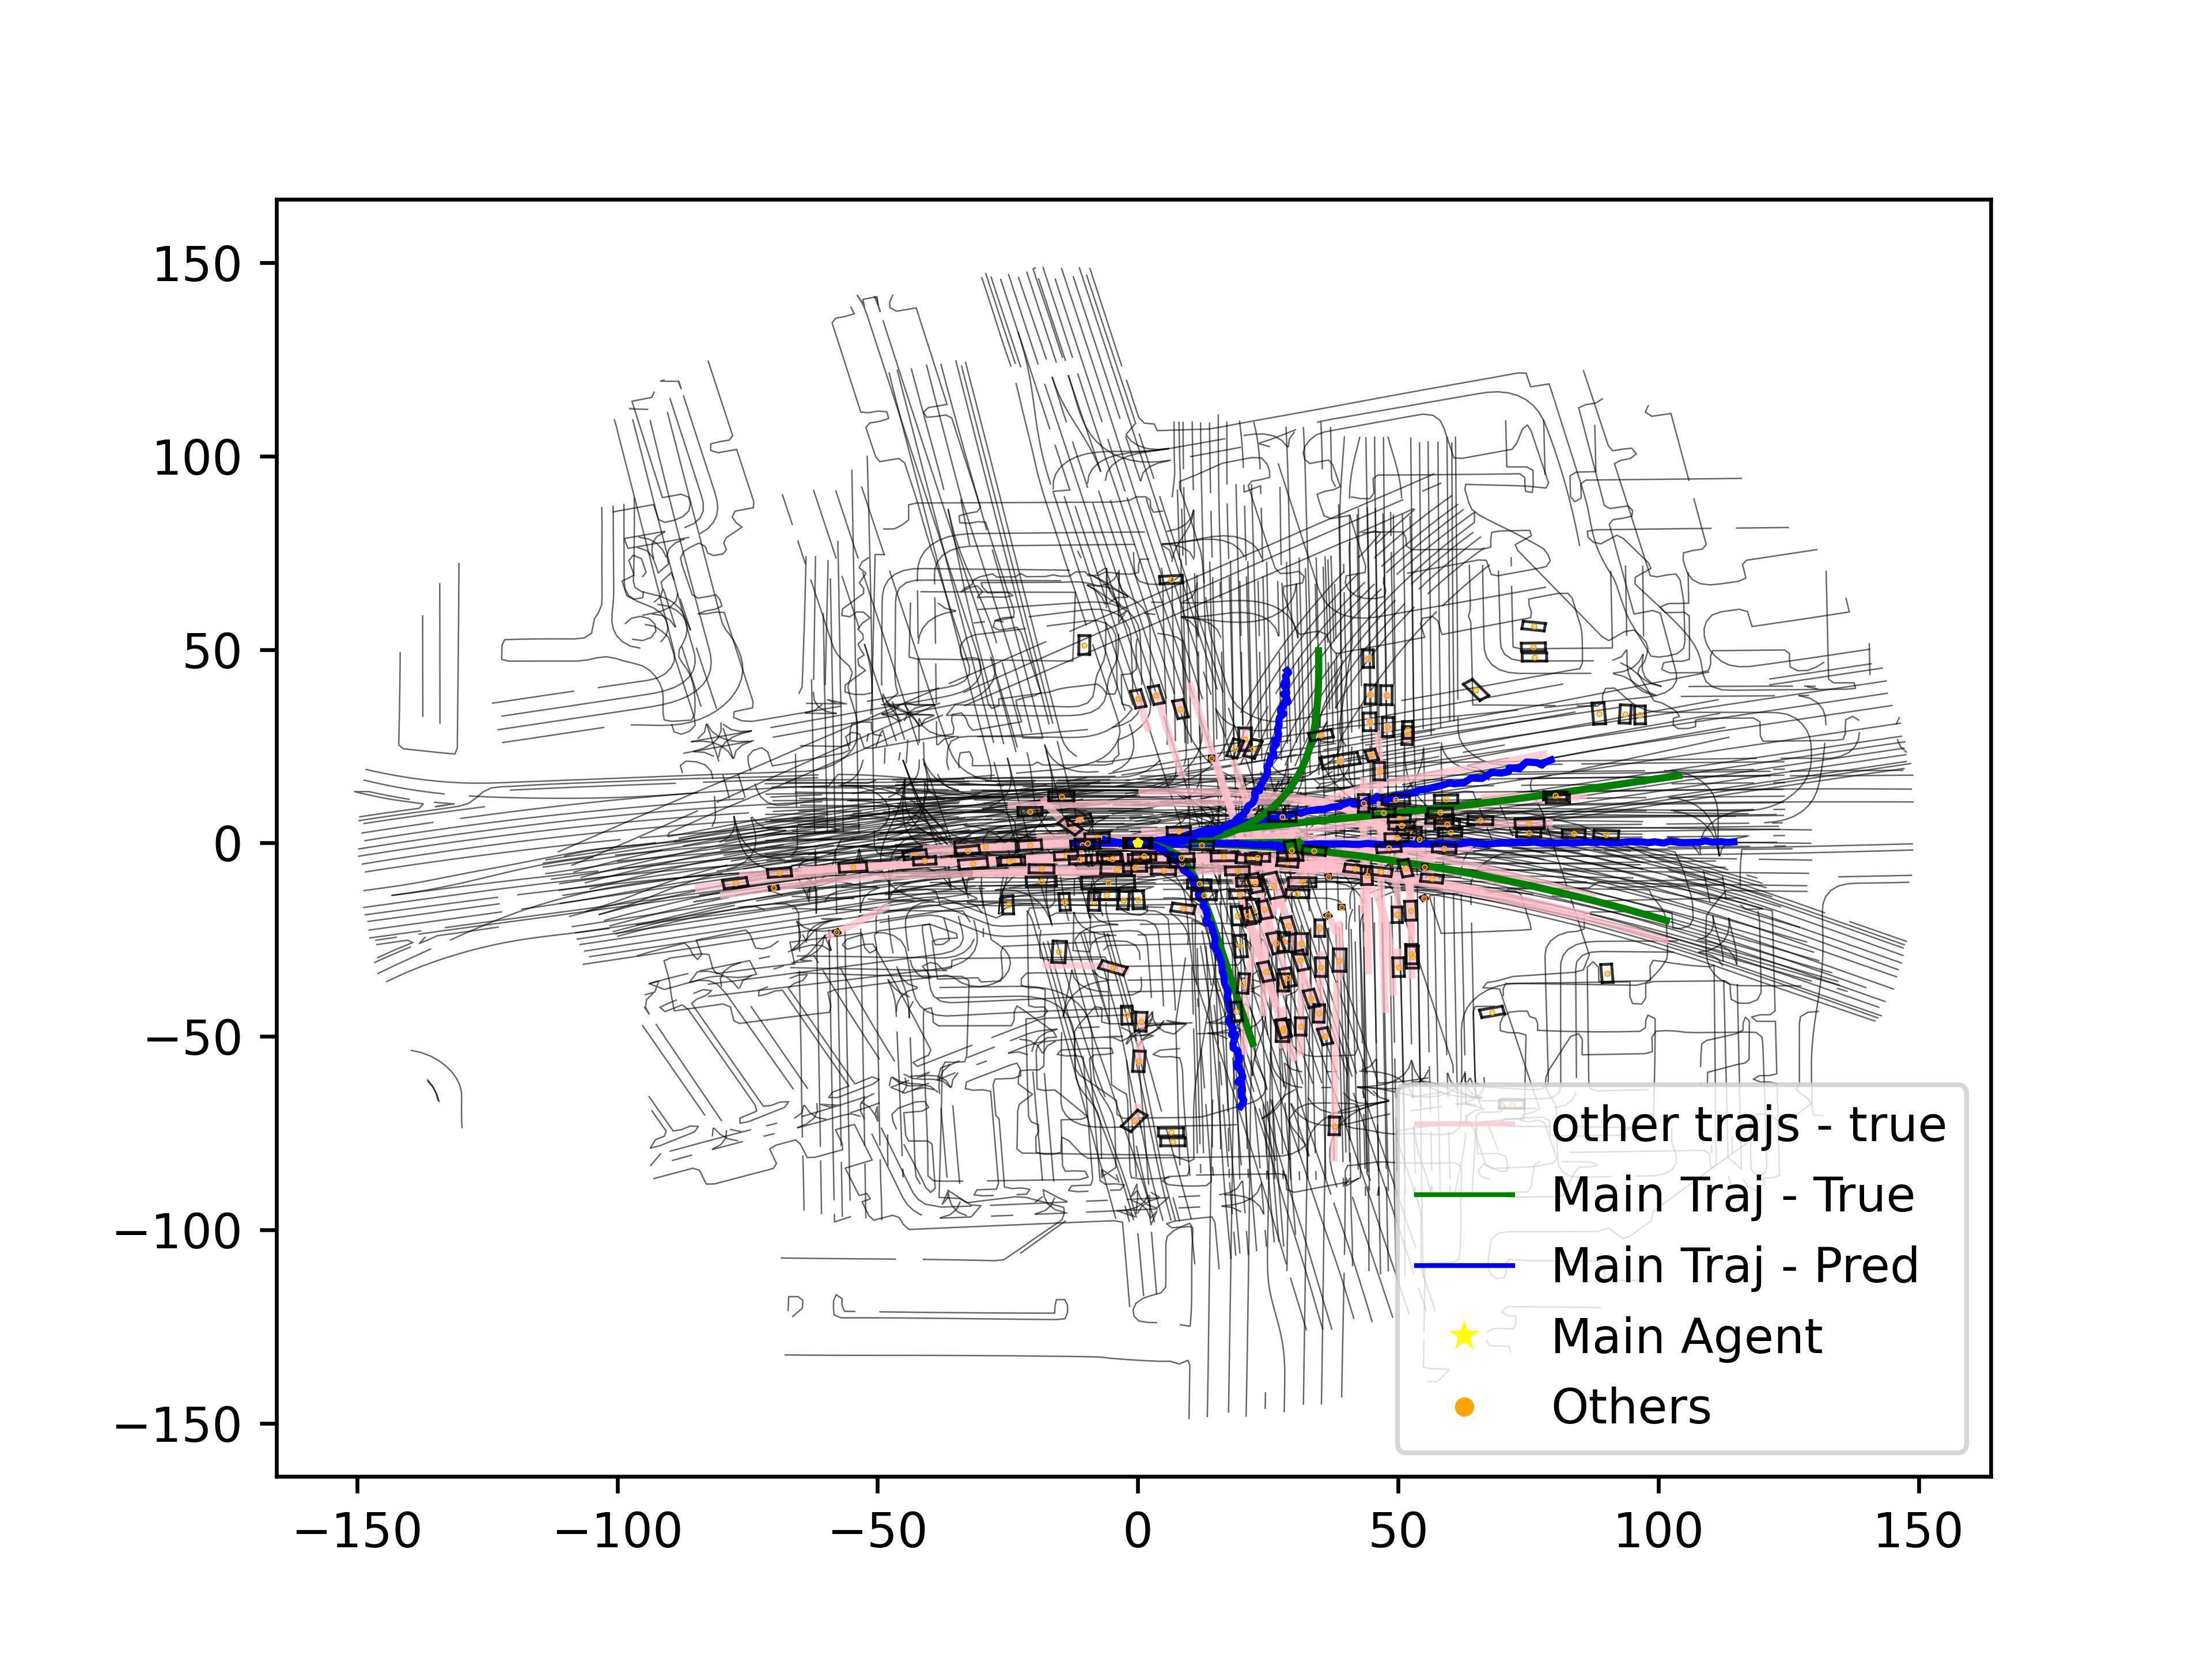 150
100
50
0
−50
−100
−150
−150 −100 −50 0 50 100 150
other trajs - true
Main Traj - True
Main Traj - Pred
Main Agent
Others